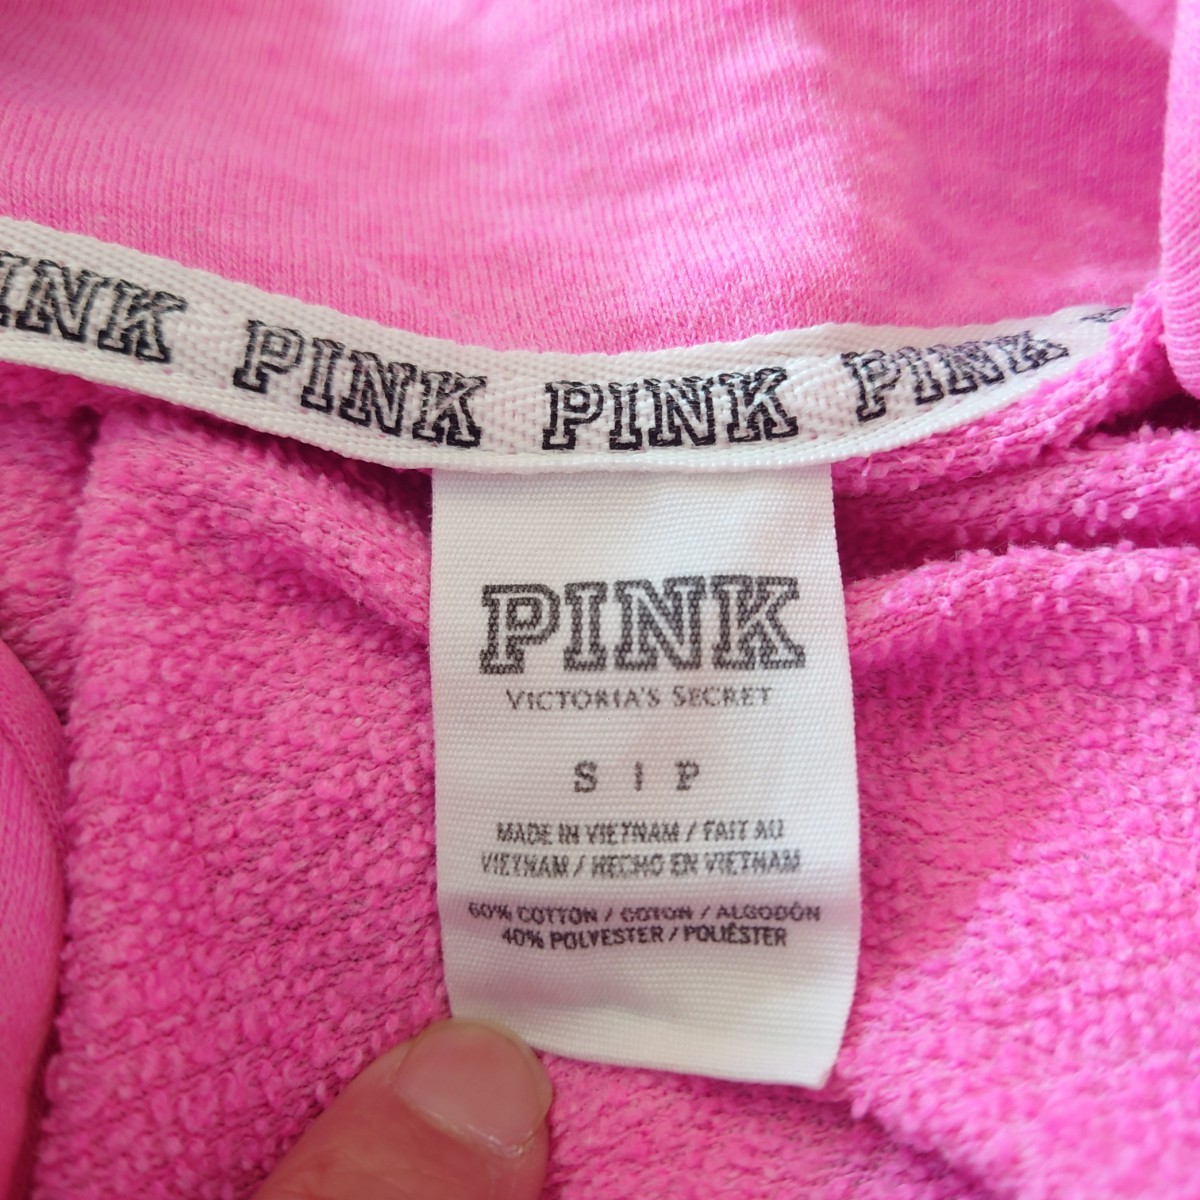 PINK PINK PINK PINK
PINK
VICTORIA'S SECRET
S | P
MADE IN VIETNAM / FAIT AU
VIETNAM / HECHO EN VIETNAM
60% COTTON / COTON / ALGODÓN
40% POLYESTER / POLIÉSTER